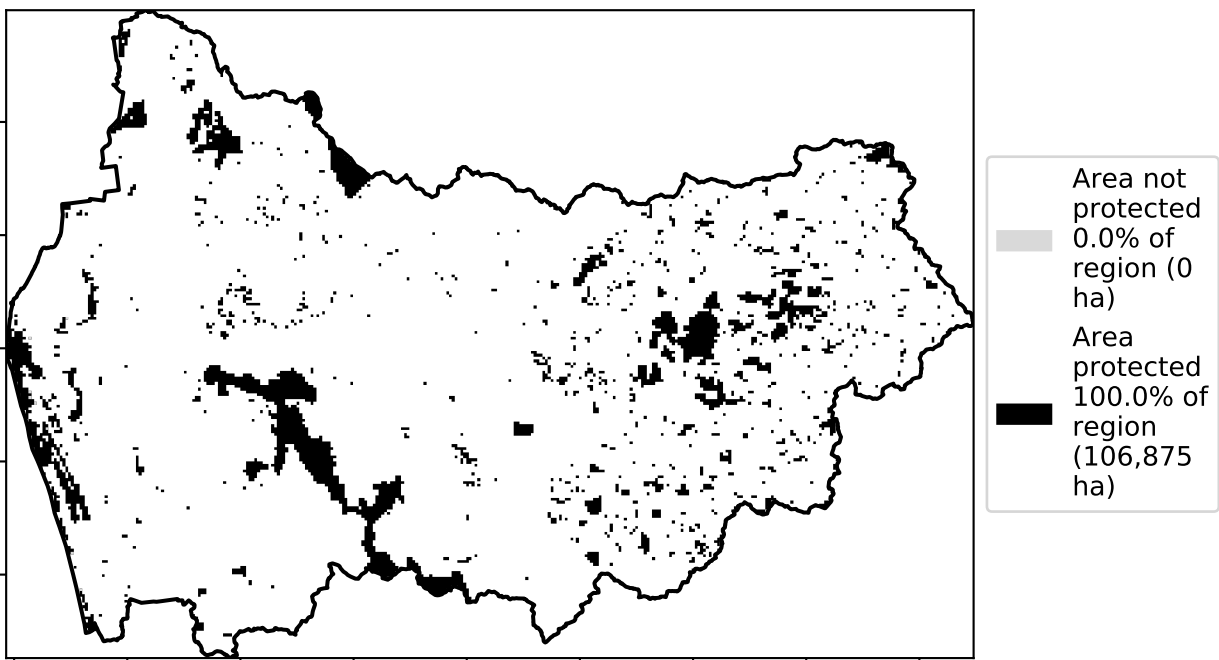 Area not
protected
0.0% of
region (0
ha)
Area
protected
100.0% of
region
(106,875
ha)